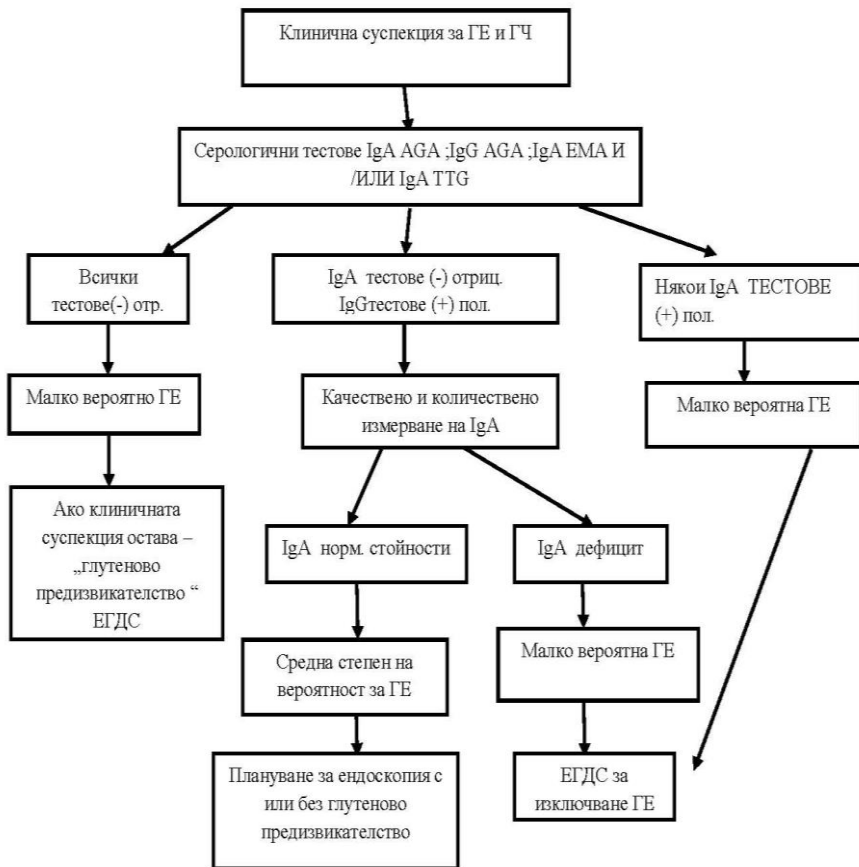 Клинична суспекция за ГЕ и ГЧ
Серологични тестове IgA AGA ;IgG AGA ;IgA EMA И
/ИЛИ IgA TTG
Всички
тестове(-) отр.
IgA тестове (-) отриц.
IgGтестове (+) пол.
Някои IgA ТЕСТОВЕ
(+) пол.
Малко вероятно ГЕ
Качествено и количествено
измерване на IgA
Малко вероятна ГЕ
Ако клиничната
суспекция остава –
„глутеново
предизвикателство “
ЕГДС
IgA норм. стойности
IgA дефицит
Средна степен на
вероятност за ГЕ
Малко вероятна ГЕ
Плануване за ендоскопия с
или без глутеново
предизвикателство
ЕГДС за
изключване ГЕ